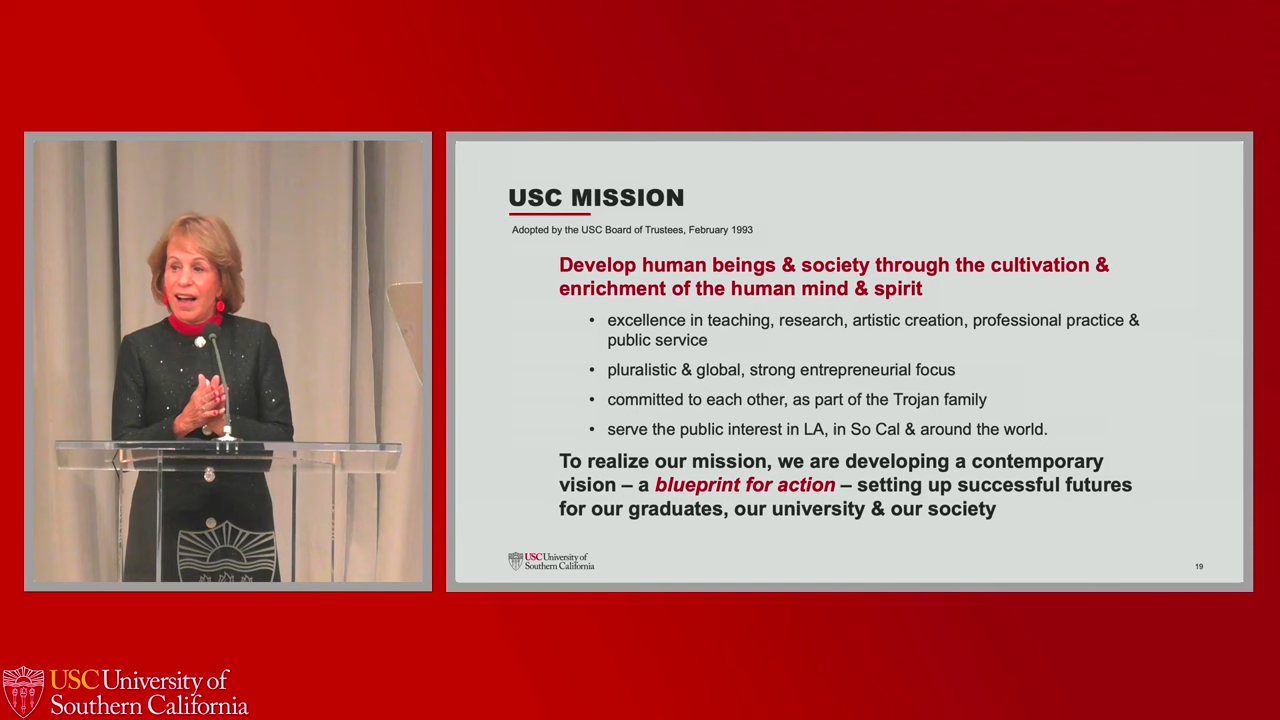 USC MISSION
Adopted by the USC Board of Trustees, February 1993
Develop human beings & society through the cultivation &
enrichment of the human mind & spirit
• excellence in teaching, research, artistic creation, professional practice &
public service
• pluralistic & global, strong entrepreneurial focus
• committed to each other, as part of the Trojan family
• serve the public interest in LA, in So Cal & around the world.
To realize our mission, we are developing a contemporary
vision – a blueprint for action – setting up successful futures
for our graduates, our university & our society
USC University of
Southern California
19
USC University of
Southern California